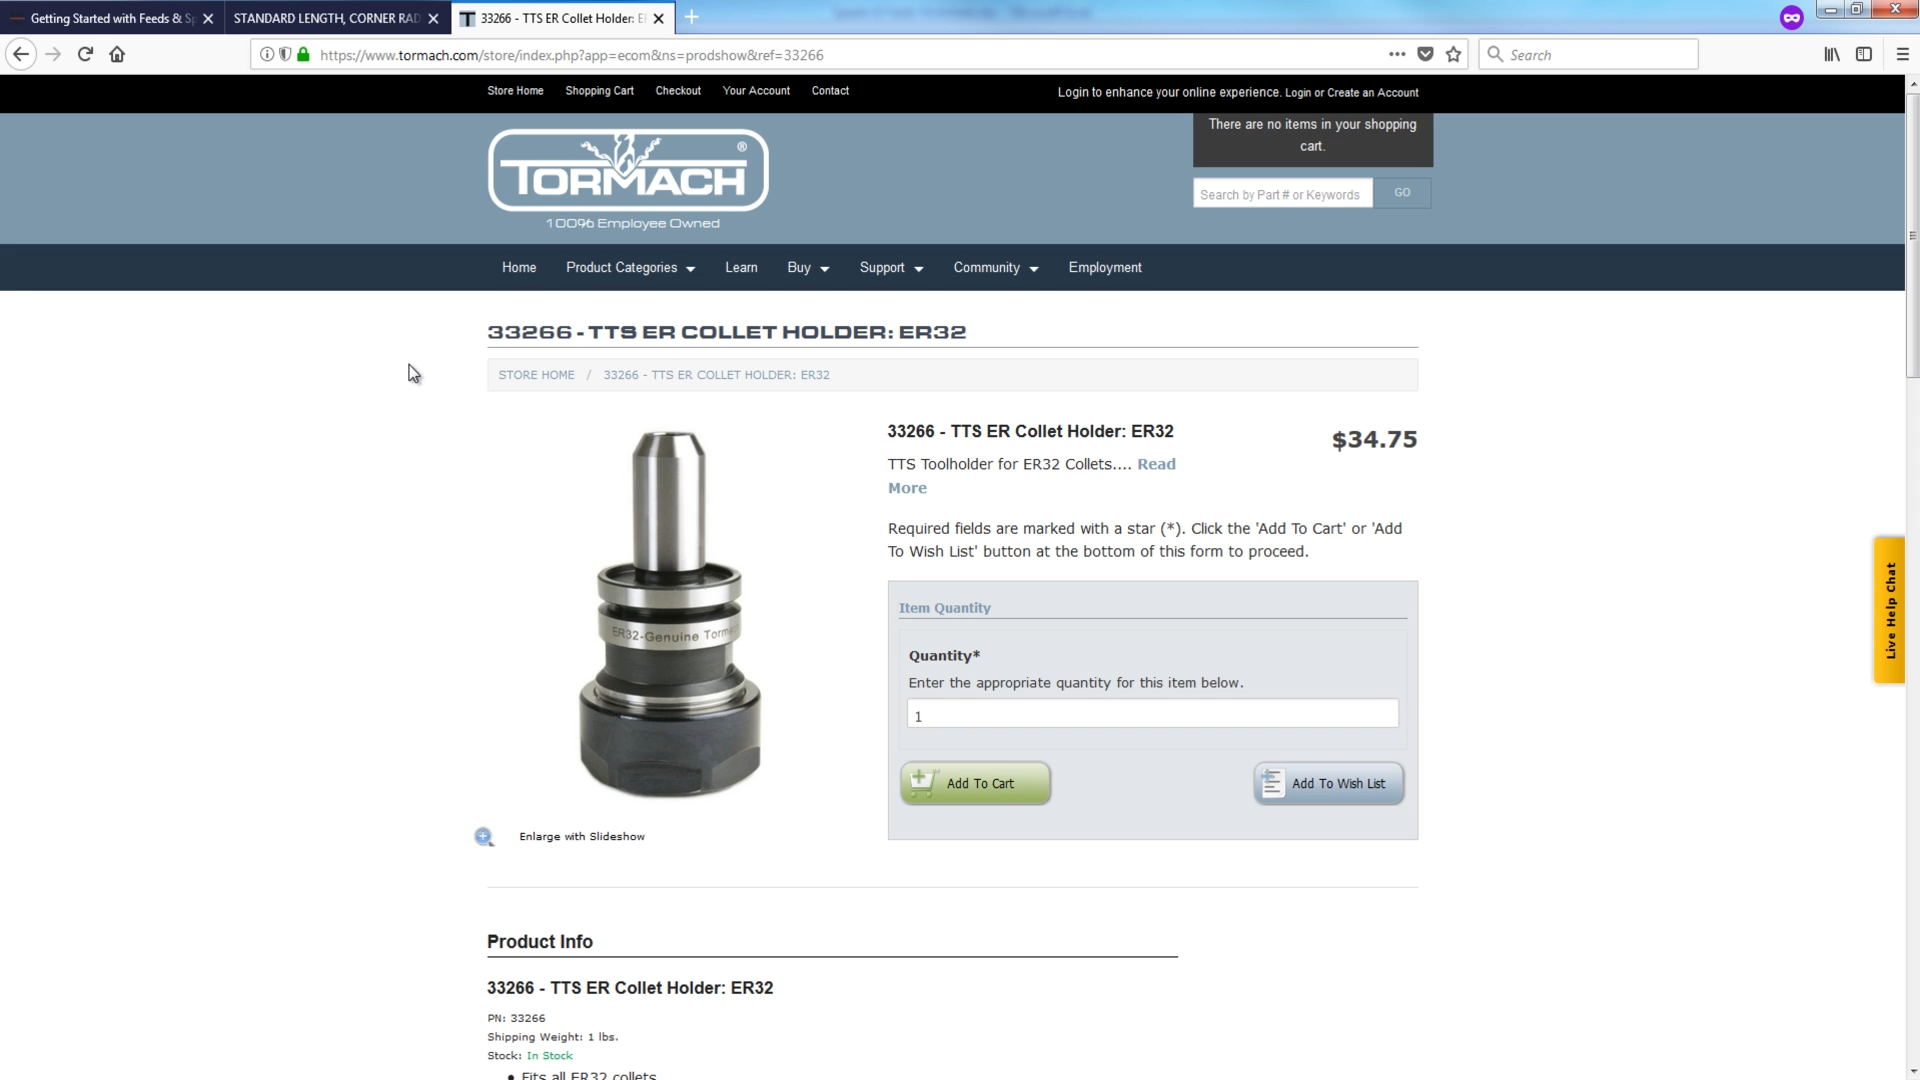 Getting Started with Feeds & Sp
STANDARD LENGTH, CORNER RAD
33266 - TTS ER Collet Holder: E
https://www.tormach.com/store/index.php?app=ecom&ns=prodshow&ref=33266
Search
Store Home
Shopping Cart
Checkout
Your Account
Contact
Login to enhance your online experience. Login or Create an Account
There are no items in your shopping
cart.
TORMACH®
100% Employee Owned
Search by Part # or Keywords
GO
Home
Product Categories
Learn
Buy
Support
Community
Employment
33266 - TTS ER COLLET HOLDER: ER32
STORE HOME / 33266 - TTS ER COLLET HOLDER: ER32
33266 - TTS ER Collet Holder: ER32
$34.75
TTS Toolholder for ER32 Collets.... Read
More
Required fields are marked with a star (*). Click the 'Add To Cart' or 'Add
To Wish List' button at the bottom of this form to proceed.
ER32-Genuine Tormac
Item Quantity
Quantity*
Enter the appropriate quantity for this item below.
1
Add To Cart
Add To Wish List
Live Help Chat
Enlarge with Slideshow
Product Info
33266 - TTS ER Collet Holder: ER32
PN: 33266
Shipping Weight: 1 lbs.
Stock: In Stock
• Fits all ER32 collets